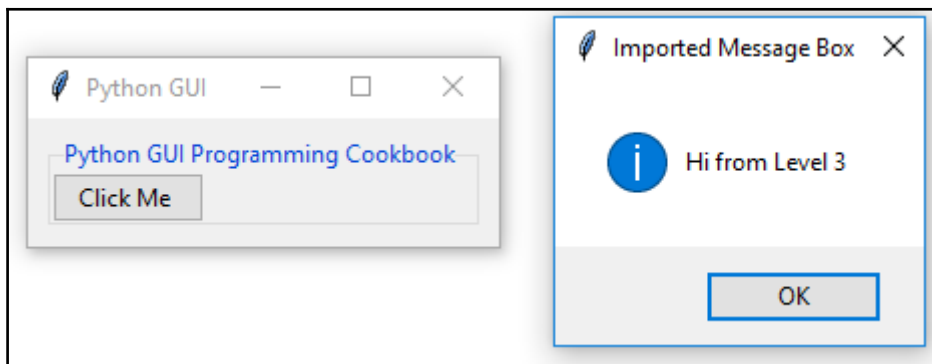 Python GUI
Python GUI Programming Cookbook
Click Me
Imported Message Box
Hi from Level 3
OK